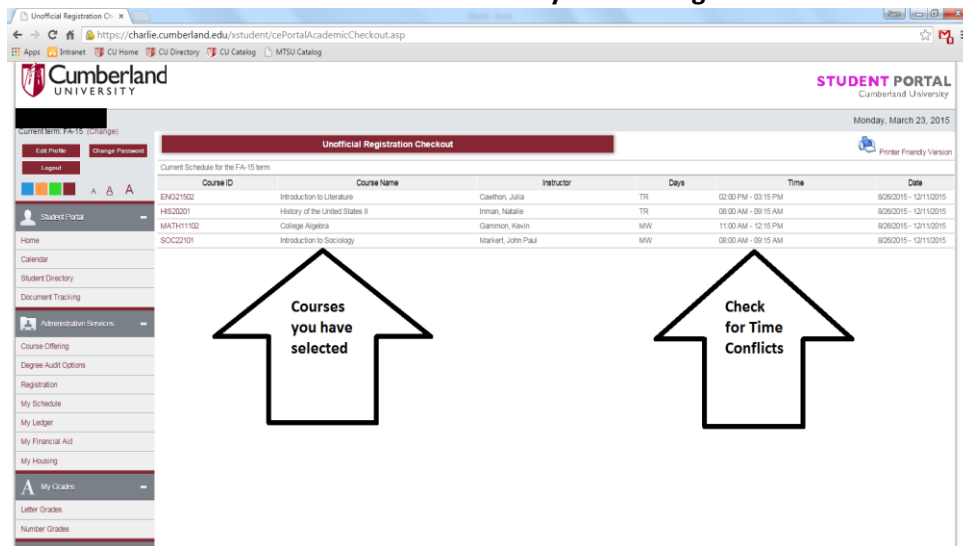 Unofficial Registration Ch
https://charlie.cumberland.edu/xstudent/cePortalAcademicCheckout.asp
Apps Intranet CU Home CU Directory CU Catalog MTSU Catalog
Cumberland
UNIVERSITY
STUDENT PORTAL
Cumberland University
Monday, March 23, 2015
Current term: FA-15 (Change)
Edit Profile Change Password
Logout
A A A
Unofficial Registration Checkout
Printer Friendly Version
Current Schedule for the FA-15 term
Course ID Course Name Instructor Days Time Date
ENG21502 Introduction to Literature Cawthon, Julia TR 02:00 PM - 03:15 PM 8/26/2015 - 12/11/2015
HIS20201 History of the United States II Inman, Natalie TR 08:00 AM - 09:15 AM 8/26/2015 - 12/11/2015
MATH11102 College Algebra Gammon, Kevin MW 11:00 AM - 12:15 PM 8/26/2015 - 12/11/2015
SOC22101 Introduction to Sociology Markert, John Paul MW 08:00 AM - 09:15 AM 8/26/2015 - 12/11/2015
Student Portal
Home
Calendar
Student Directory
Document Tracking
Administrative Services
Course Offering
Degree Audit Options
Registration
My Schedule
My Ledger
My Financial Aid
My Housing
A My Grades
Letter Grades
Number Grades
Courses
you have
selected
Check
for Time
Conflicts